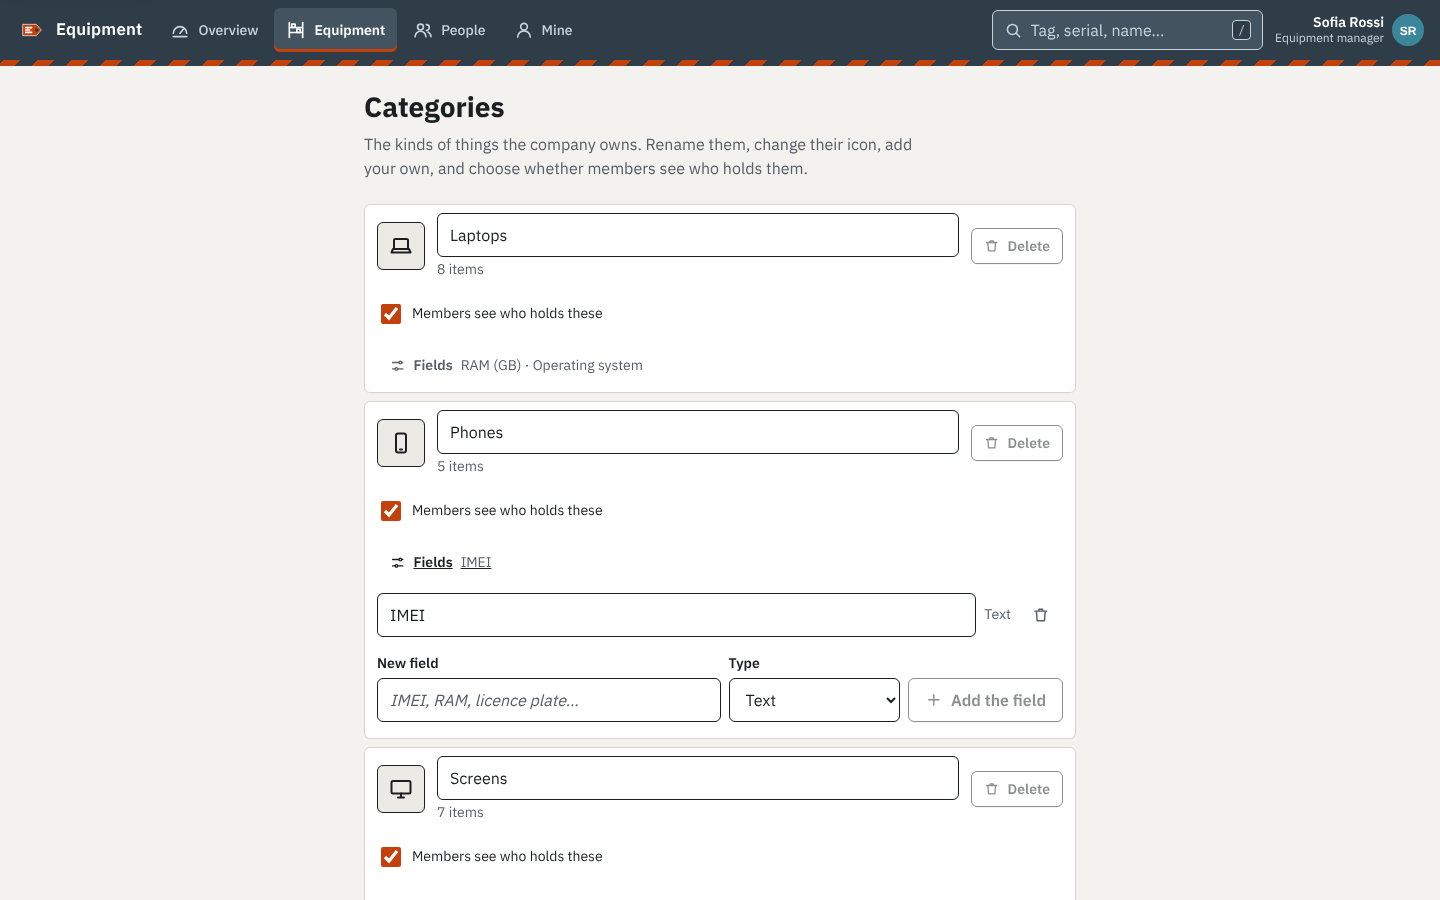 Equipment
Overview
Equipment
People
Mine
Tag, serial, name...
/
Sofia Rossi
Equipment manager
SR
Categories
The kinds of things the company owns. Rename them, change their icon, add
your own, and choose whether members see who holds them.
Laptops
Delete
8 items
Members see who holds these
Fields RAM (GB) · Operating system
Phones
Delete
5 items
Members see who holds these
Fields IMEI
IMEI
Text
New field
Type
IMEI, RAM, licence plate...
Text
Add the field
Screens
Delete
7 items
Members see who holds these